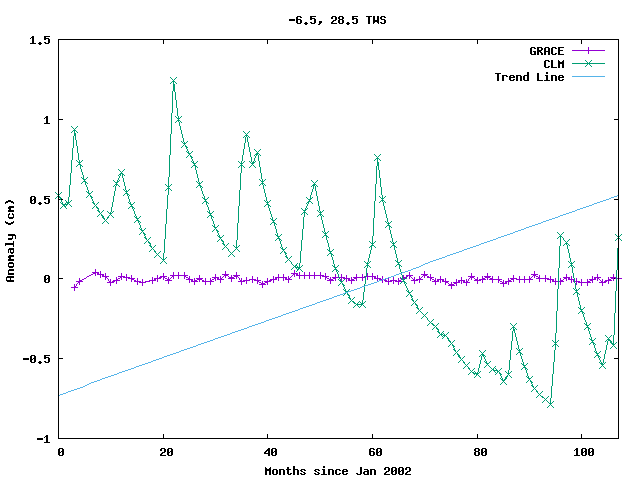 -6.5, 28.5 TWS
GRACE
CLM
Trend Line
Anomaly (cm)
1.5
1
0.5
0
-0.5
-1
0 20 40 60 80 100
Months since Jan 2002